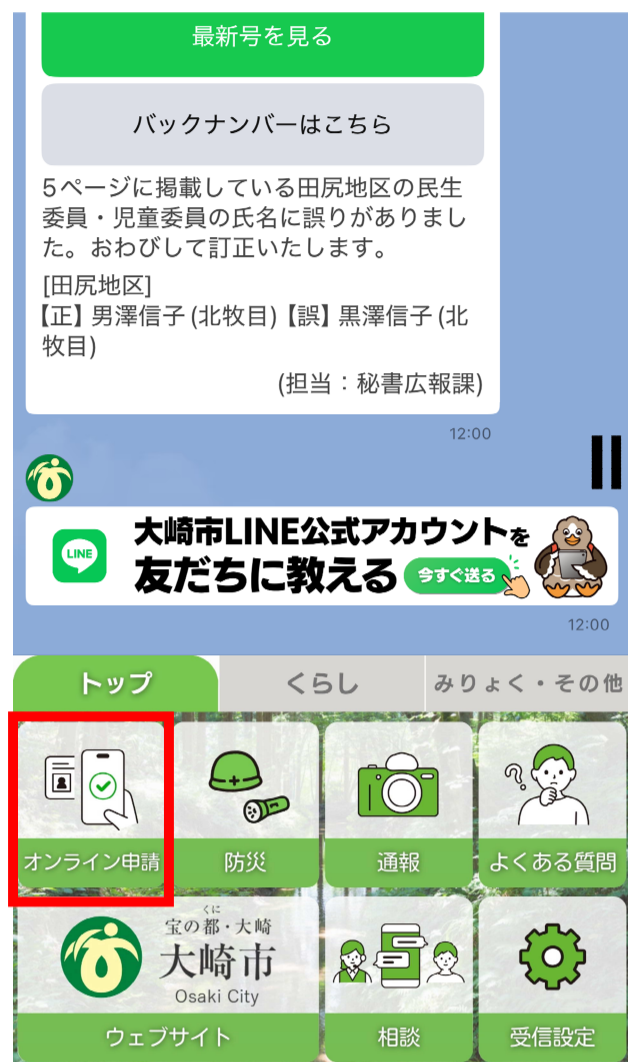 最新号を見る
バックナンバーはこちら
5ページに掲載している田尻地区の民生
委員・児童委員の氏名に誤りがありまし
た。おわびして訂正いたします。
[田尻地区]
【正】男澤信子(北牧目)【誤】黒澤信子(北
牧目)
(担当：秘書広報課)
12:00
LINE
大崎市LINE公式アカウントを
友だちに教える 今すぐ送る
12:00
トップ くらし みりょく・その他
オンライン申請 防災 通報 よくある質問
くに
宝の都・大崎
大崎市
Osaki City
ウェブサイト 相談 受信設定